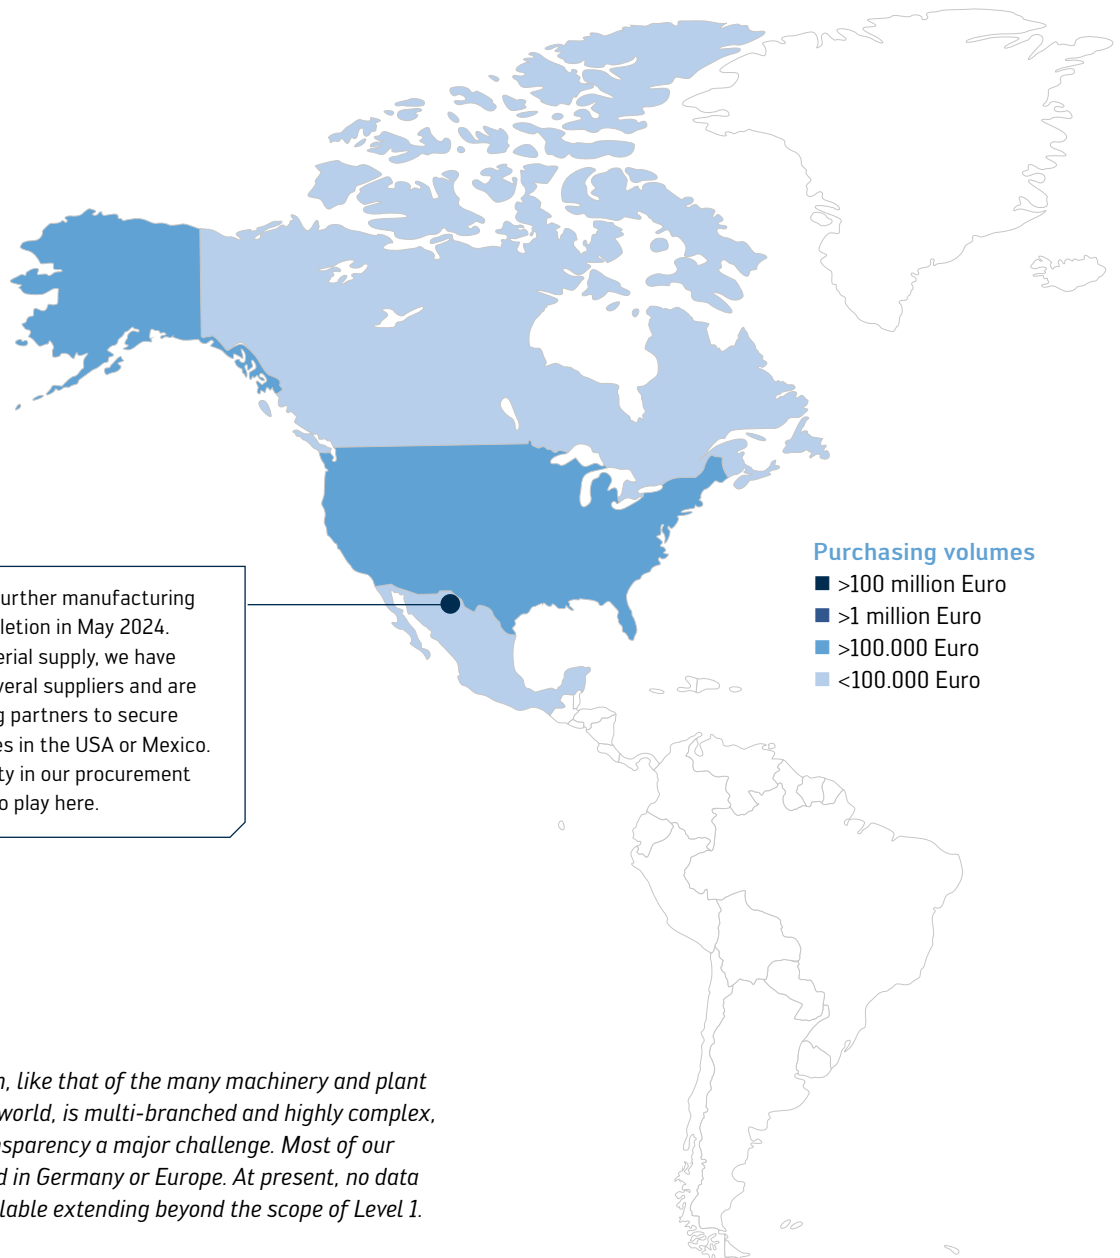 Purchasing volumes
>100 million Euro
>1 million Euro
>100.000 Euro
<100.000 Euro
further manufacturing
letion in May 2024.
erial supply, we have
veral suppliers and are
g partners to secure
es in the USA or Mexico.
ty in our procurement
o play here.
n, like that of the many machinery and plant
world, is multi-branched and highly complex,
nsparency a major challenge. Most of our
d in Germany or Europe. At present, no data
ilable extending beyond the scope of Level 1.